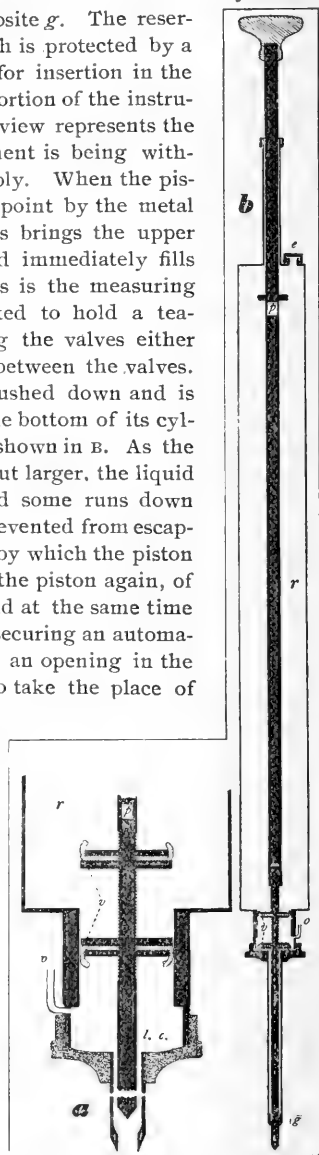 posite g. The reser-
h is protected by a
for insertion in the
ortion of the instru-
view represents the
ment is being with-
ply. When the pis-
point by the metal
s brings the upper
d immediately fills
s is the measuring
ted to hold a tea-
g the valves either
between the valves.
ushed down and is
e bottom of its cyl-
shown in B. As the
ut larger, the liquid
d some runs down
evented from escap-
by which the piston
the piston again, of
d at the same time
securing an automa-
an opening in the
o take the place of
b
e
p
r
o
v
g
r
p
v
o
l. c.
a